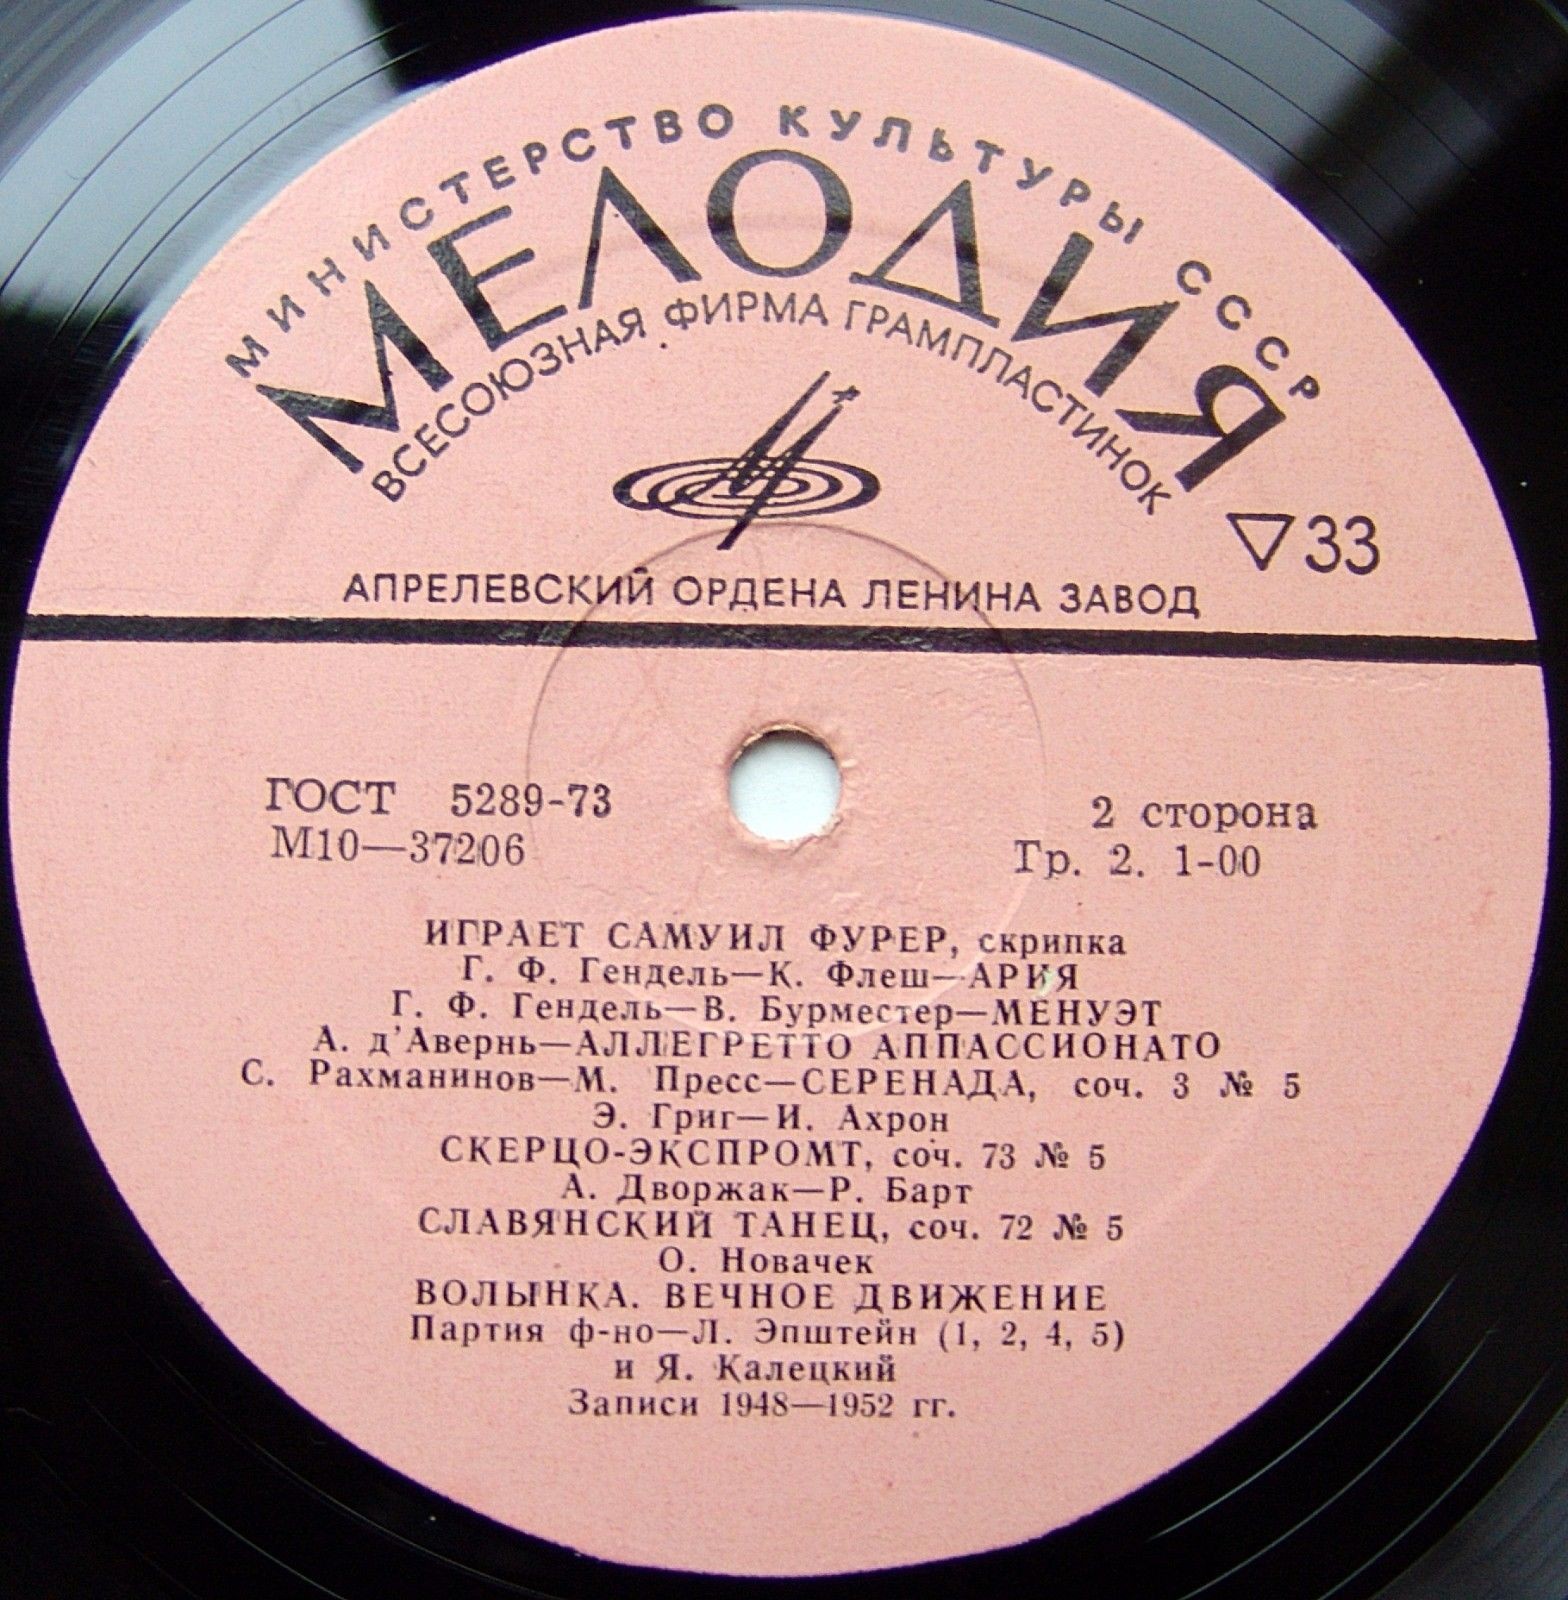 МИНИСТЕРСТВО КУЛЬТУРЫ СССР
МЕЛОДИЯ
ВСЕСОЮЗНАЯ ФИРМА ГРАМПЛАСТИНОК
▽33
АПРЕЛЕВСКИЙ ОРДЕНА ЛЕНИНА ЗАВОД
ГОСТ 5289-73
М10—37206
2 сторона
Гр. 2. 1-00
ИГРАЕТ САМУИЛ ФУРЕР, скрипка
Г. Ф. Гендель—К. Флеш—АРИЯ
Г. Ф. Гендель—В. Бурместер—МЕНУЭТ
А. д'Авернь—АЛЛЕГРЕТТО АППАССИОНАТО
С. Рахманинов—М. Пресс—СЕРЕНАДА, соч. 3 № 5
Э. Григ—И. Ахрон
СКЕРЦО-ЭКСПРОМТ, соч. 73 № 5
А. Дворжак—Р. Барт
СЛАВЯНСКИЙ ТАНЕЦ, соч. 72 № 5
О. Новачек
ВОЛЫНКА. ВЕЧНОЕ ДВИЖЕНИЕ
Партия ф-но—Л. Эпштейн (1, 2, 4, 5)
и Я. Калецкий
Записи 1948—1952 гг.